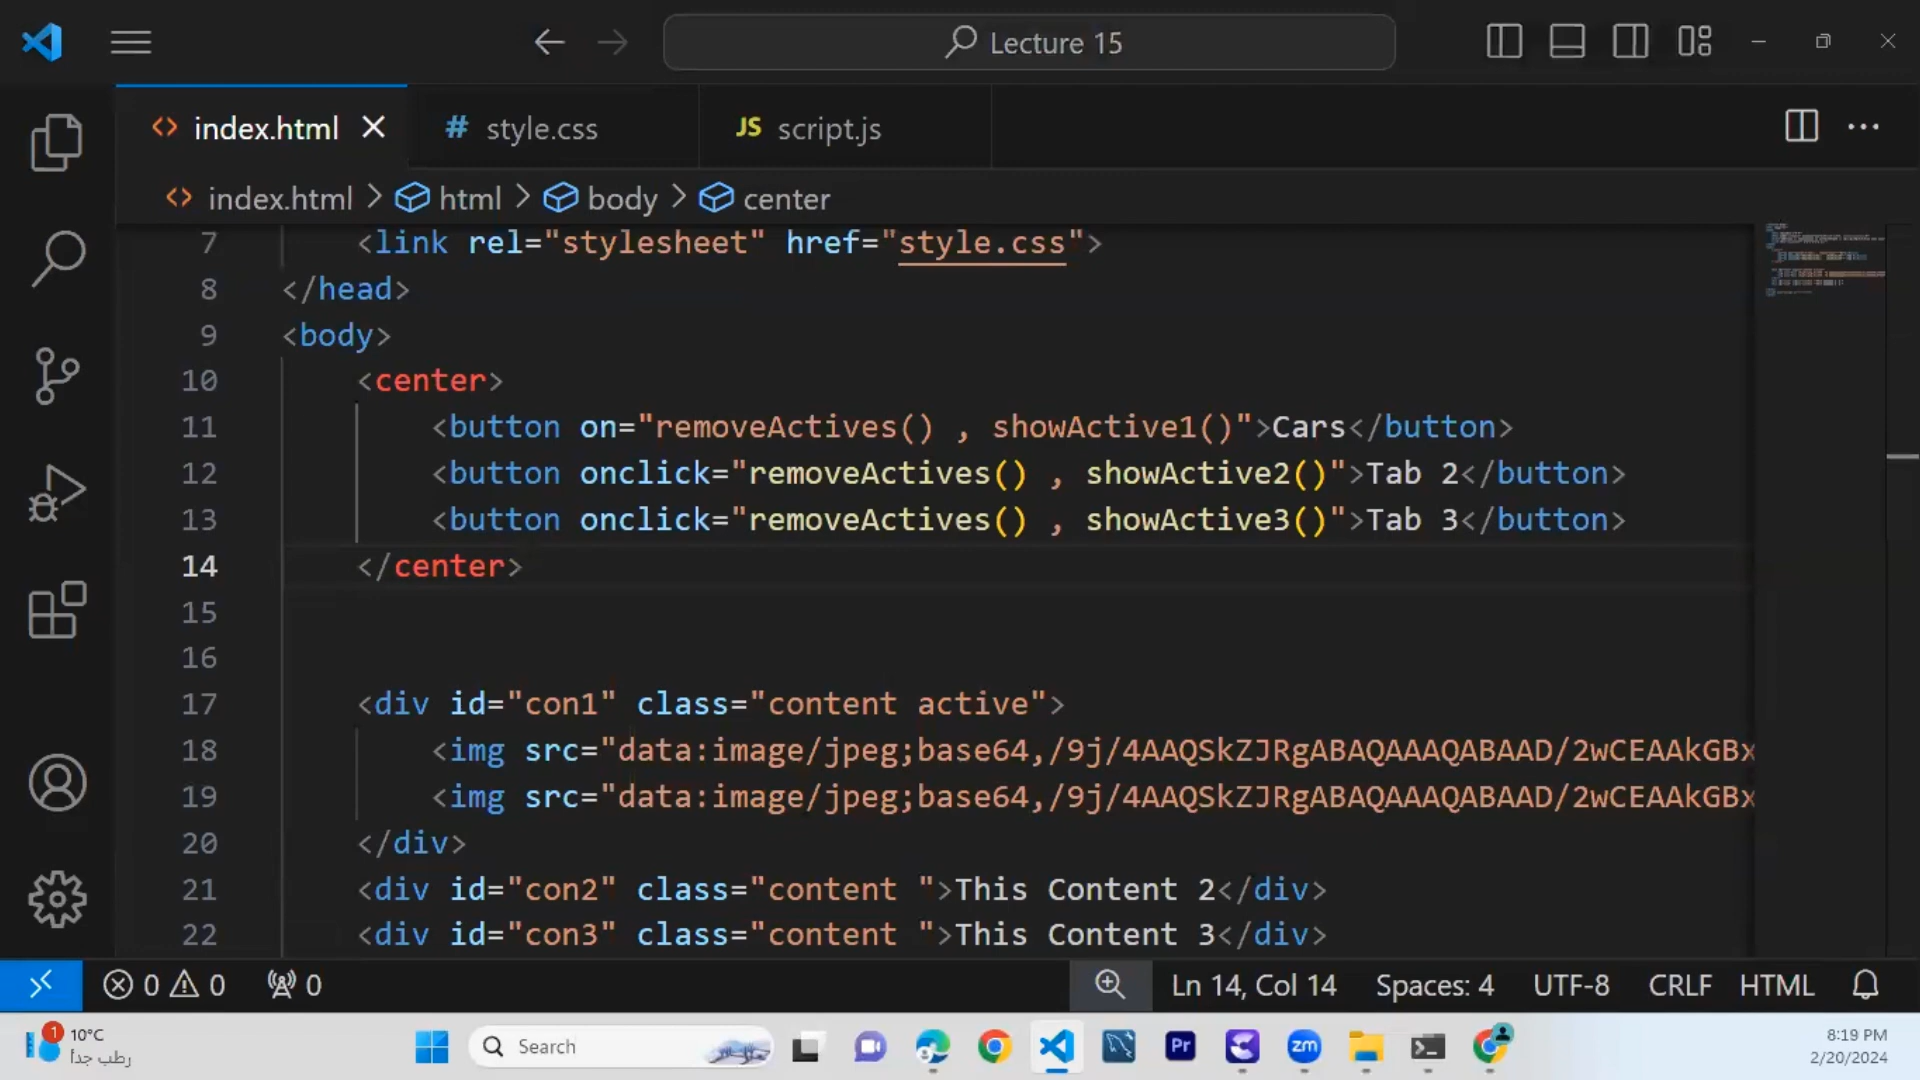 Lecture 15
index.html
# style.css
JS script.js
index.html > html > body > center
7 <link rel="stylesheet" href="style.css">
8 </head>
9 <body>
10 <center>
11 <button on="removeActives() , showActive1()">Cars</button>
12 <button onclick="removeActives() , showActive2()">Tab 2</button>
13 <button onclick="removeActives() , showActive3()">Tab 3</button>
14 </center>
15
16
17 <div id="con1" class="content active">
18 <img src="data:image/jpeg;base64,/9j/4AAQSkZJRgABAQAAAQABAAD/2wCEAAkGBx
19 <img src="data:image/jpeg;base64,/9j/4AAQSkZJRgABAQAAAQABAAD/2wCEAAkGBx
20 </div>
21 <div id="con2" class="content ">This Content 2</div>
22 <div id="con3" class="content ">This Content 3</div>
0 0 0 Ln 14, Col 14 Spaces: 4 UTF-8 CRLF HTML
1 10°C
رطب جداً
Search
Pr
zm
8:19 PM
2/20/2024